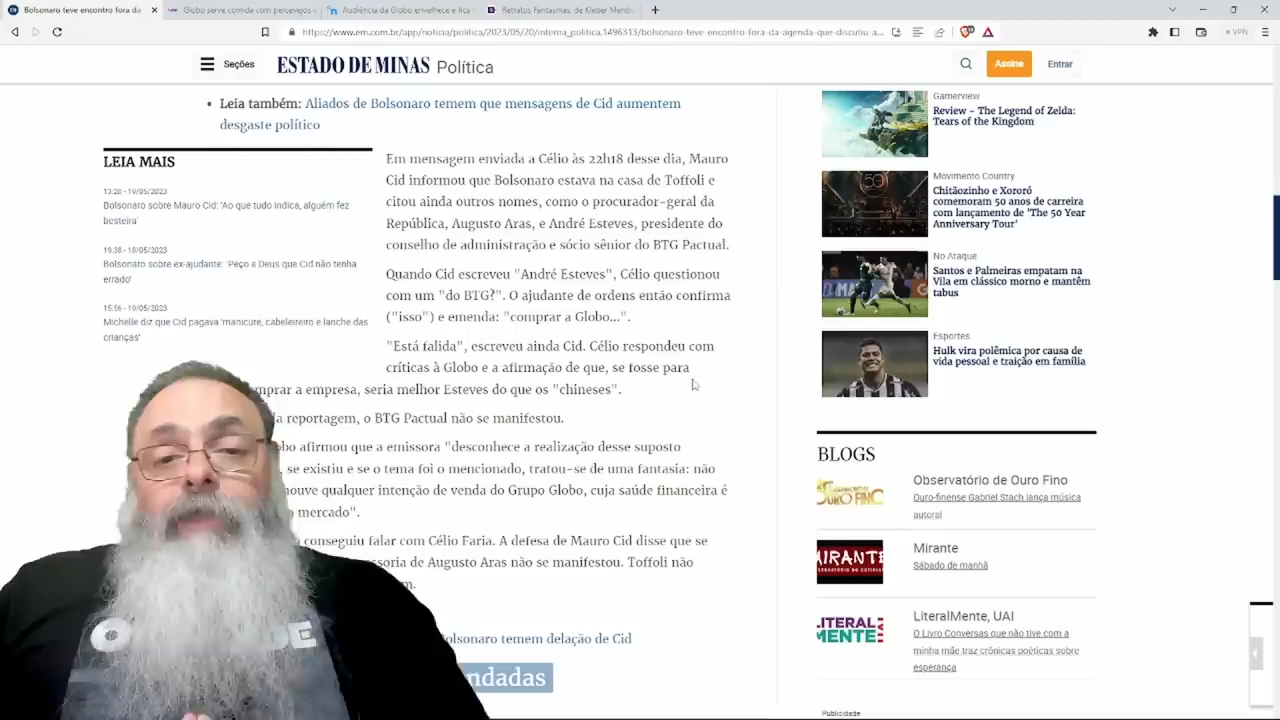 Bolsonaro teve encontro fora da
Globo serve comida com percevejos
Audiência da Globo envelhece e fica
Retratos Fantasmas, de Kleber Mend
https://www.em.com.br/app/noticia/politica/2023/05/20/interna_politica,1496313/bolsonaro-teve-encontro-fora-da-agenda-que-discutiu-a...
VPN
Seções
ESTADO DE MINAS Política
Assine
Entrar
Leia também: Aliados de Bolsonaro temem que mensagens de Cid aumentem
desgaste político
LEIA MAIS
13:20 - 19/05/2023
Bolsonaro sobre Mauro Cid: 'Ao que tudo indica, alguém fez
besteira'
19:38 - 18/05/2023
Bolsonaro sobre ex-ajudante: 'Peço a Deus que Cid não tenha
errado'
15:56 - 19/05/2023
Michelle diz que Cid pagava 'manicure, cabeleireiro e lanche das
crianças'
Em mensagem enviada a Célio às 22h18 desse dia, Mauro
Cid informou que Bolsonaro estava na casa de Toffoli e
citou ainda outros nomes, como o procurador-geral da
República, Augusto Aras, e André Esteves, presidente do
conselho de administração e sócio sênior do BTG Pactual.
Quando Cid escreveu "André Esteves", Célio questionou
com um "do BTG?". O ajudante de ordens então confirma
("isso") e emenda: "comprar a Globo...".
"Está falida", escreveu ainda Cid. Célio respondeu com
críticas à Globo e a afirmação de que, se fosse para
mprar a empresa, seria melhor Esteves do que os "chineses".
a reportagem, o BTG Pactual não se manifestou.
obo afirmou que a emissora "desconhece a realização desse suposto
se existiu e se o tema foi o mencionado, tratou-se de uma fantasia: não
houve qualquer intenção de venda do Grupo Globo, cuja saúde financeira é
mercado".
conseguiu falar com Célio Faria. A defesa de Mauro Cid disse que se
ssoria de Augusto Aras não se manifestou. Toffoli não
m.
olsonaro temem delação de Cid
ndadas
Gamerview
Review – The Legend of Zelda:
Tears of the Kingdom
Movimento Country
Chitãozinho e Xororó
comemoram 50 anos de carreira
com lançamento de 'The 50 Year
Anniversary Tour'
No Ataque
Santos e Palmeiras empatam na
Vila em clássico morno e mantêm
tabus
Esportes
Hulk vira polêmica por causa de
vida pessoal e traição em família
BLOGS
Observatório de Ouro Fino
Ouro-finense Gabriel Stach lança música
autoral
OURO FINO
Mirante
Sábado de manhã
MIRANTE
LiteralMente, UAI
O Livro Conversas que não tive com a
minha mãe traz crônicas poéticas sobre
esperança
LITERAL
MENTE
Publicidade